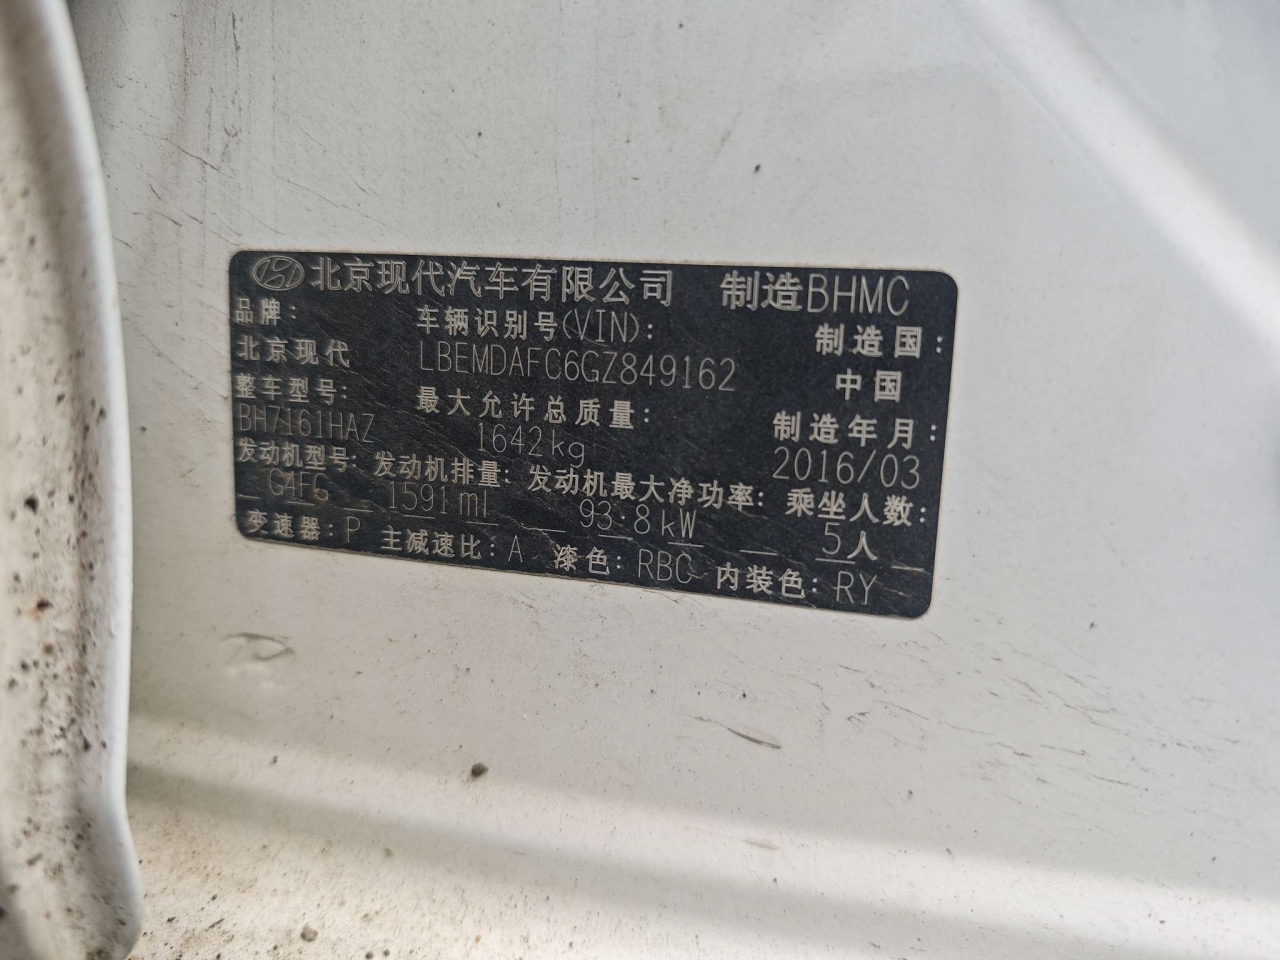 北京现代汽车有限公司 制造BHMC
品牌: 车辆识别号(VIN): 制造国:
北京现代 LBEMDAFC6GZ849162 中国
整车型号: 最大允许总质量: 制造年月:
BH7161HAZ 1642kg 2016/03
发动机型号: 发动机排量: 发动机最大净功率: 乘坐人数:
G4FG 1591ml 93.8kW 5人
变速器: P 主减速比: A 漆色: RBC 内装色: RY